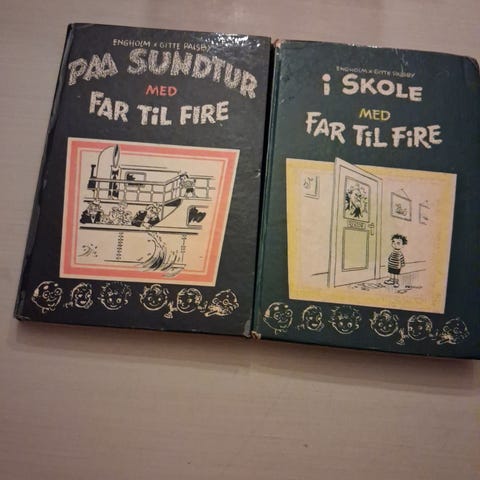 ENGHOLM & GITTE PALSBY
PAA SUNDTUR
MED
FAR TIL FIRE
ENGHOLM & GITTE PALSBY
i SKOLE
MED
FAR TIL FIRE